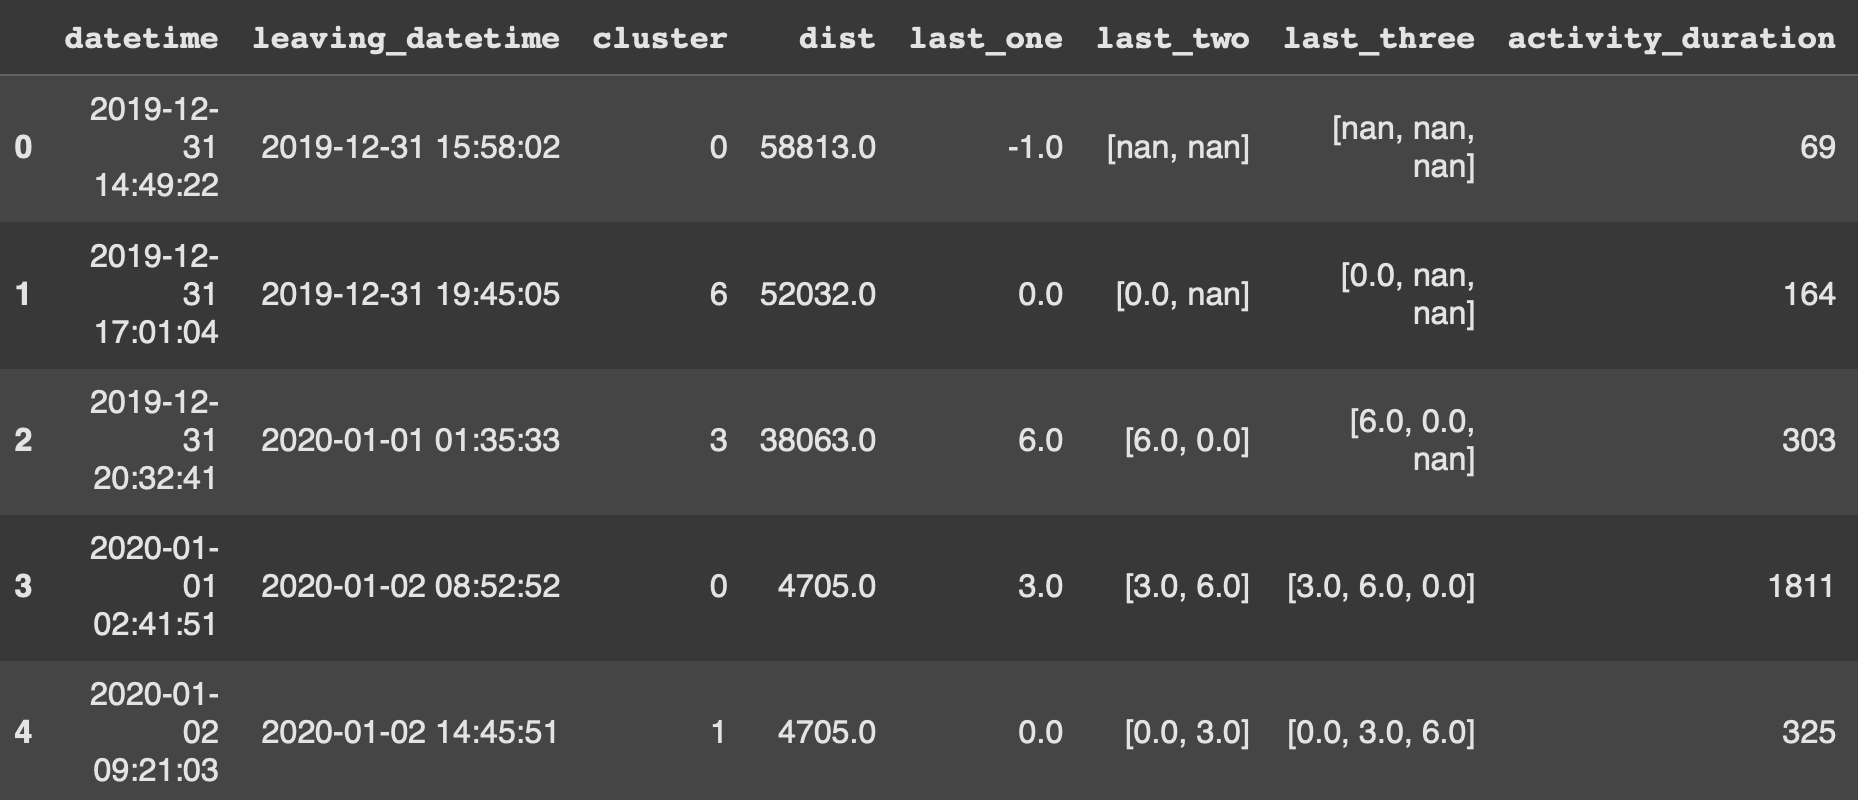 datetime leaving_datetime cluster dist last_one last_two last_three activity_duration
0 2019-12-31 14:49:22 2019-12-31 15:58:02 0 58813.0 -1.0 [nan, nan] [nan, nan, nan] 69
1 2019-12-31 17:01:04 2019-12-31 19:45:05 6 52032.0 0.0 [0.0, nan] [0.0, nan, nan] 164
2 2019-12-31 20:32:41 2020-01-01 01:35:33 3 38063.0 6.0 [6.0, 0.0] [6.0, 0.0, nan] 303
3 2020-01-01 02:41:51 2020-01-02 08:52:52 0 4705.0 3.0 [3.0, 6.0] [3.0, 6.0, 0.0] 1811
4 2020-01-02 09:21:03 2020-01-02 14:45:51 1 4705.0 0.0 [0.0, 3.0] [0.0, 3.0, 6.0] 325